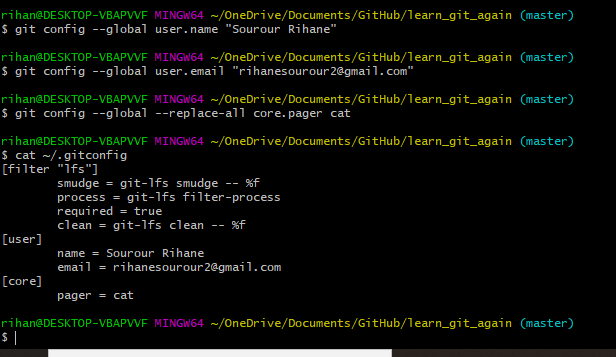 rihan@DESKTOP-VBAPVVF MINGW64 ~/OneDrive/Documents/GitHub/learn_git_again (master)
$ git config --global user.name "Sourour Rihane"
rihan@DESKTOP-VBAPVVF MINGW64 ~/OneDrive/Documents/GitHub/learn_git_again (master)
$ git config --global user.email "rihanesourour2@gmail.com"
rihan@DESKTOP-VBAPVVF MINGW64 ~/OneDrive/Documents/GitHub/learn_git_again (master)
$ git config --global --replace-all core.pager cat
rihan@DESKTOP-VBAPVVF MINGW64 ~/OneDrive/Documents/GitHub/learn_git_again (master)
$ cat ~/.gitconfig
[filter "lfs"]
        smudge = git-lfs smudge -- %f
        process = git-lfs filter-process
        required = true
        clean = git-lfs clean -- %f
[user]
        name = Sourour Rihane
        email = rihanesourour2@gmail.com
[core]
        pager = cat
rihan@DESKTOP-VBAPVVF MINGW64 ~/OneDrive/Documents/GitHub/learn_git_again (master)
$